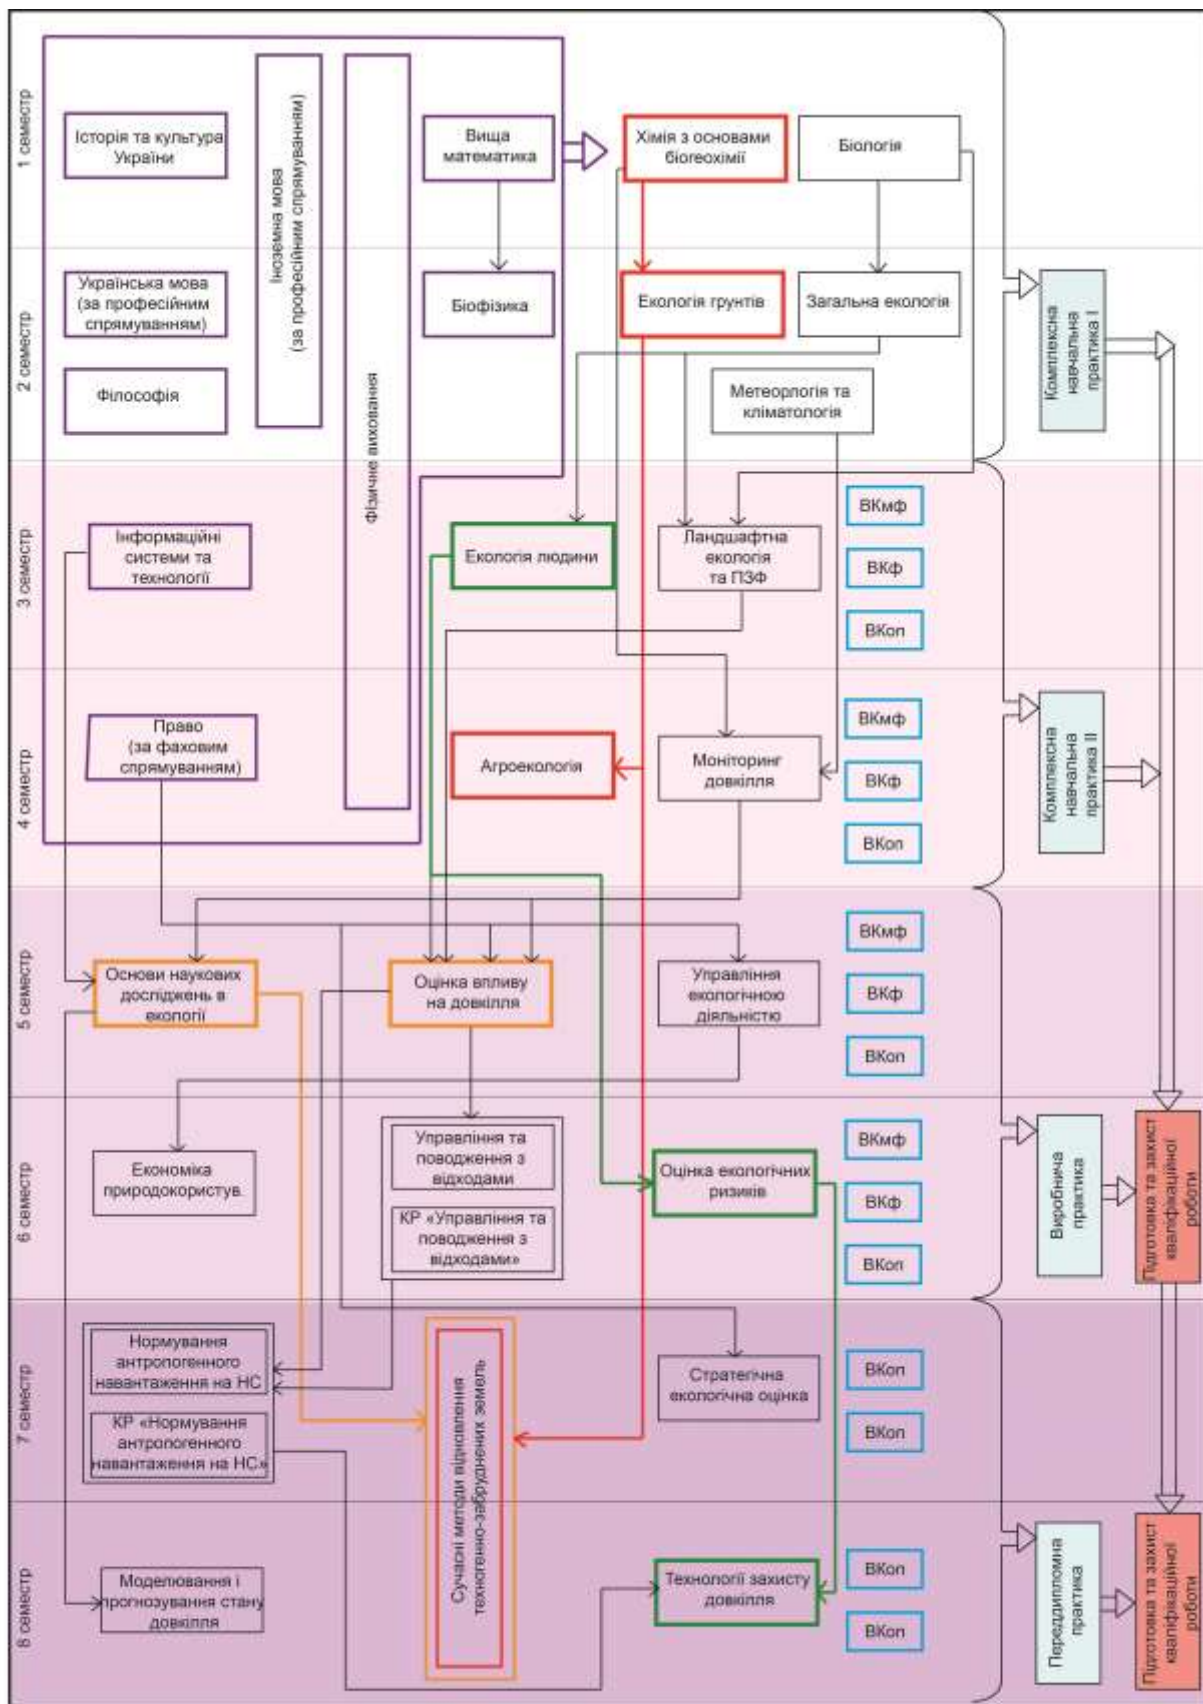 1 семестр
Історія та культура
України
Іноземна мова
(за професійним спрямуванням)
Фізичне виховання
Вища
математика
Хімія з основами
біогеохімії
Біологія
2 семестр
Українська мова
(за професійним
спрямуванням)
Філософія
Біофізика
Екологія грунтів
Загальна екологія
Метеорлогія та
кліматологія
Комплексна
навчальна
практика I
3 семестр
Інформаційні
системи та
технології
Екологія людини
Ландшафтна
екологія
та ПЗФ
ВКмф
ВКф
ВКоп
4 семестр
Право
(за фаховим
спрямуванням)
Агроекологія
Моніторинг
довкілля
ВКмф
ВКф
ВКоп
Комплексна
навчальна
практика II
5 семестр
Основи наукових
досліджень в
екології
Оцінка впливу
на довкілля
Управління
екологічною
діяльністю
ВКмф
ВКф
ВКоп
6 семестр
Економіка
природокористув.
Управління та
поводження з
відходами
КР «Управління та
поводження з
відходами»
Оцінка екологічних
ризиків
ВКмф
ВКф
ВКоп
Виробнича
практика
Підготовка та захист
кваліфікаційної
роботи
7 семестр
Нормування
антропогенного
навантаження на НС
КР «Нормування
антропогенного
навантаження на НС»
Сучасні методи відновлення
техногенно-забруднених земель
Стратегічна
екологічна оцінка
ВКоп
ВКоп
8 семестр
Моделювання і
прогнозування стану
довкілля
Технології захисту
довкілля
ВКоп
ВКоп
Переддипломна
практика
Підготовка та захист
кваліфікаційної
роботи